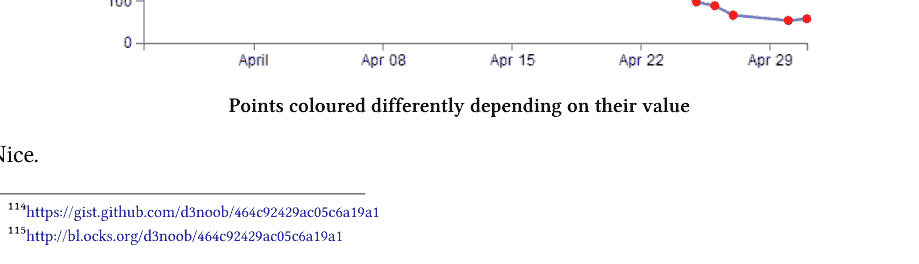 100
0
April Apr 08 Apr 15 Apr 22 Apr 29
Points coloured differently depending on their value
Nice.
114https://gist.github.com/d3noob/464c92429ac05c6a19a1
115http://bl.ocks.org/d3noob/464c92429ac05c6a19a1